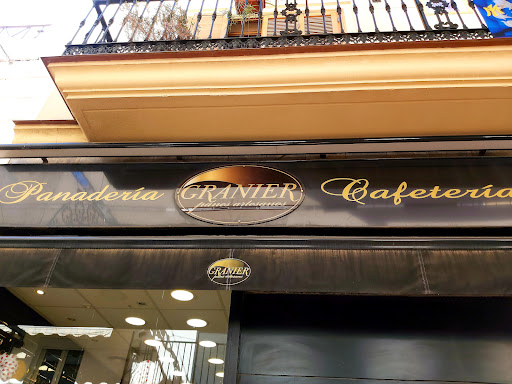 Panadería GRANIER Cafetería
panes artesanos
GRANIER